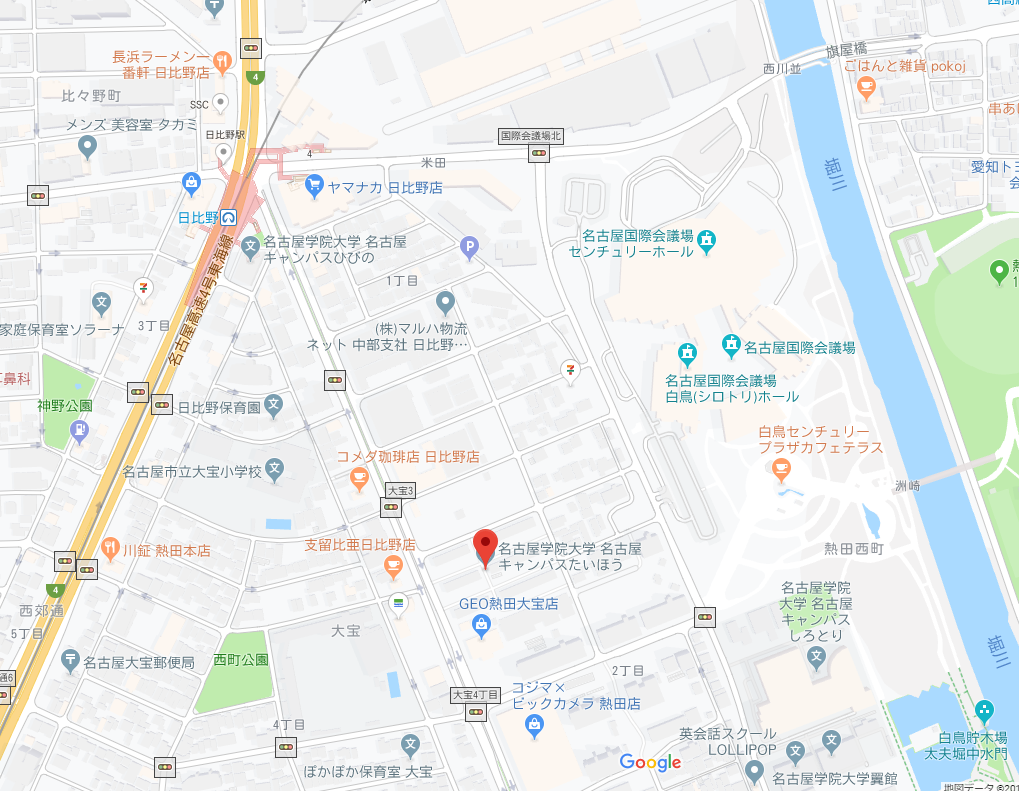 長浜ラーメン一
番軒 日比野店
4
旗屋橋
西川並
ごはんと雑貨 pokoj
SSC
比々野町
メンズ 美容室 タカミ
日比野駅
国際会議場北
4
米田
堀川
愛知ト
会
ヤマナカ 日比野店
日比野
名古屋学院大学 名古屋
キャンパスひびの
名古屋国際会議場
センチュリーホール
P
1丁目
名古屋高速4号東海線
家庭保育室ソラーナ
3丁目
(株)マルハ物流
ネット 中部支社 日比野…
名古屋国際会議場
名古屋国際会議場
白鳥(シロトリ)ホール
耳鼻科
神野公園
日比野保育園
白鳥センチュリー
プラザカフェテラス
コメダ珈琲店 日比野店
名古屋市立大宝小学校
大宝3
洲崎
川鉦 熱田本店
支留比亜日比野店
名古屋学院大学 名古屋
キャンパスたいほう
熱田西町
4
西郊通
5丁目
GEO熱田大宝店
名古屋学院
大学 名古屋
キャンパス
しろとり
大宝
堀川
名古屋大宝郵便局
西町公園
2丁目
通6
大宝4丁目
コジマ×
ビックカメラ 熱田店
4丁目
英会話スクール
LOLLIPOP
白鳥貯木場
太夫堀中水門
Google
ぽかぽか保育室 大宝
名古屋学院大学翼館
地図データ ©201